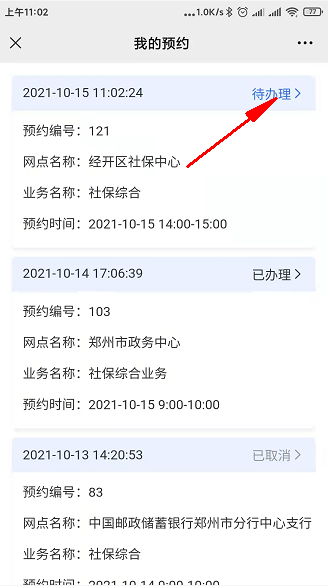 上午11:02
...1.0K/s
77
我的预约
2021-10-15 11:02:24 待办理
预约编号：121
网点名称：经开区社保中心
业务名称：社保综合
预约时间：2021-10-15 14:00-15:00
2021-10-14 17:06:39 已办理
预约编号：103
网点名称：郑州市政务中心
业务名称：社保综合业务
预约时间：2021-10-15 9:00-10:00
2021-10-13 14:20:53 已取消
预约编号：83
网点名称：中国邮政储蓄银行郑州市分行中心支行
业务名称：社保综合
预约时间：2021-10-14 9:00-10:00